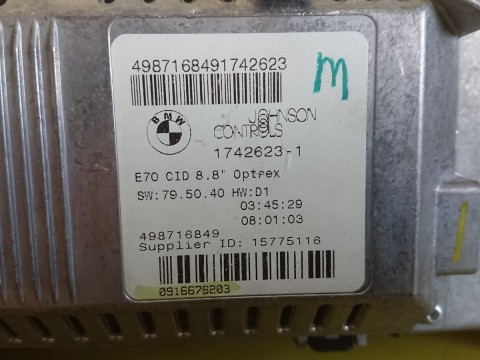 4987168491742623
m
BMW
JOHNSON
CONTROLS
1742623-1
E70 CID 8.8" Optrex
SW:79.50.40 HW:D1
03:45:29
08:01:03
498716849
Supplier ID: 15775116
0916676203